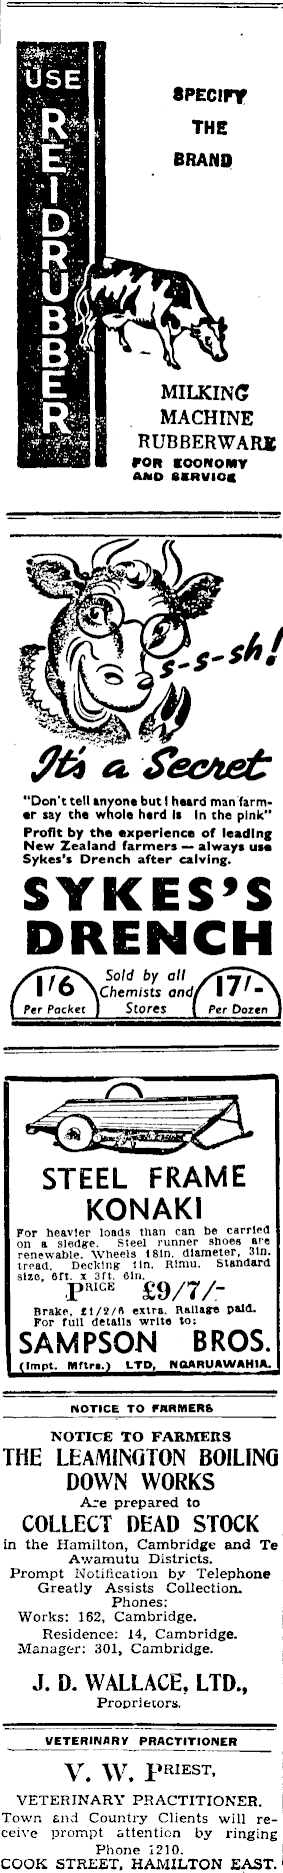 USE
REIDRUBBER
SPECIFY
THE
BRAND
MILKING
MACHINE
RUBBERWARE
FOR ECONOMY
AND SERVICE
s-s-sh!
It's a Secret
"Don't tell anyone but I heard man farm-
er say the whole herd is in the pink"
Profit by the experience of leading
New Zealand farmers — always use
Sykes's Drench after calving.
SYKES'S
DRENCH
1'6
Per Packet
Sold by all
Chemists and
Stores
17'-
Per Dozen
STEEL FRAME
KONAKI
For heavier loads than can be carried
on a sledge. Steel runner shoes are
renewable. Wheels 18in. diameter, 3in.
tread. Decking 1in. Rimu. Standard
size, 6ft. x 3ft. 6in.
PRICE £9/7/-
Brake, £1/2/6 extra. Railage paid.
For full details write to:
SAMPSON BROS.
(Impt. Mftrs.) LTD, NGARUAWAHIA.
NOTICE TO FARMERS
NOTICE TO FARMERS
THE LEAMINGTON BOILING
DOWN WORKS
Are prepared to
COLLECT DEAD STOCK
in the Hamilton, Cambridge and Te
Awamutu Districts.
Prompt Notification by Telephone
Greatly Assists Collection.
Phones:
Works: 162, Cambridge.
Residence: 14, Cambridge.
Manager: 301, Cambridge.
J. D. WALLACE, LTD.,
Proprietors.
VETERINARY PRACTITIONER
V. W. PRIEST,
VETERINARY PRACTITIONER.
Town and Country Clients will re-
ceive prompt attention by ringing
Phone 1210.
COOK STREET, HAMILTON EAST.